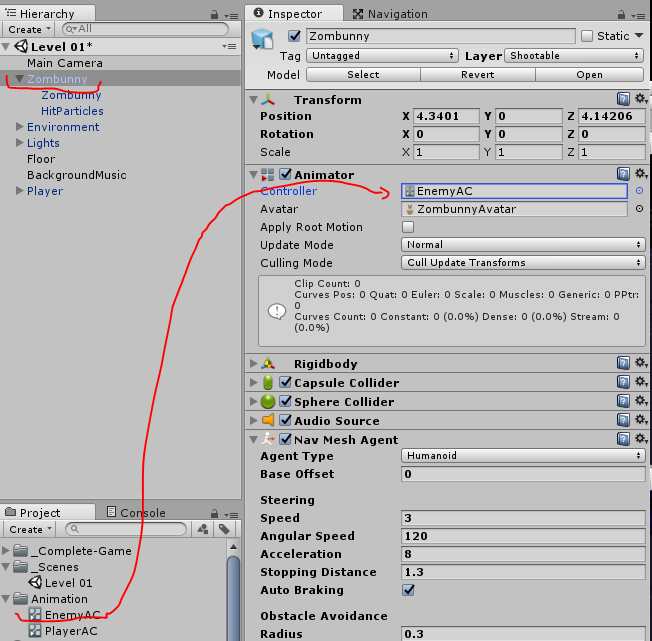 Hierarchy
Create
All
Level 01*
Main Camera
Zombunny
Zombunny
HitParticles
Environment
Lights
Floor
BackgroundMusic
Player
Project
Console
Create
_Complete-Game
_Scenes
Level 01
Animation
EnemyAC
PlayerAC
Inspector
Navigation
Zombunny
Static
Tag Untagged Layer Shootable
Model Select Revert Open
Transform
Position X 4.3401 Y 0 Z 4.14206
Rotation X 0 Y 0 Z 0
Scale X 1 Y 1 Z 1
Animator
Controller EnemyAC
Avatar ZombunnyAvatar
Apply Root Motion
Update Mode Normal
Culling Mode Cull Update Transforms
Clip Count: 0
Curves Pos: 0 Quat: 0 Euler: 0 Scale: 0 Muscles: 0 Generic: 0 PPtr:
0
Curves Count: 0 Constant: 0 (0.0%) Dense: 0 (0.0%) Stream: 0
(0.0%)
Rigidbody
Capsule Collider
Sphere Collider
Audio Source
Nav Mesh Agent
Agent Type Humanoid
Base Offset 0
Steering
Speed 3
Angular Speed 120
Acceleration 8
Stopping Distance 1.3
Auto Braking
Obstacle Avoidance
Radius 0.3